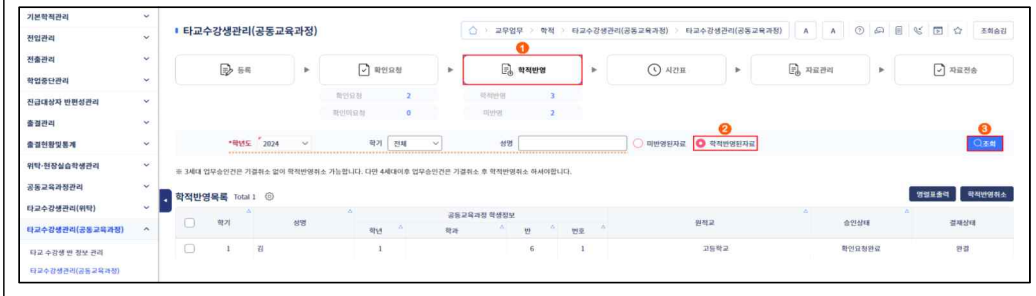 기본학적관리
전입관리
전출관리
학업중단관리
진급대상자 반편성관리
출결관리
출결현황및통계
위탁·현장실습학생관리
공동교육과정관리
타교수강생관리(위탁)
타교수강생관리(공동교육과정)
타교 수강생 반 정보 관리
타교수강생관리(공동교육과정)
타교수강생관리(공동교육과정)
교무업무 > 학적 > 타교수강생관리(공동교육과정) > 타교수강생관리(공동교육과정)
A A 조회숨김
1
등록 ▶ 확인요청 ▶ 학적반영 ▶ 시간표 ▶ 자료관리 ▶ 자료전송
확인요청 2 학적반영 3
확인미요청 0 미반영 2
2 3
*학년도 2024 학기 전체 성명 미반영된자료 학적반영된자료 조회
※ 3세대 업무승인건은 기결취소 없이 학적반영취소 가능합니다. 다만 4세대이후 업무승인건은 기결취소 후 학적반영취소 하셔야합니다.
학적반영목록 Total 1 명렬표출력 학적반영취소
학기 성명 공동교육과정 학생정보 원적교 승인상태 결재상태
학년 학과 반 번호
1 김 1 6 1 고등학교 확인요청완료 완결